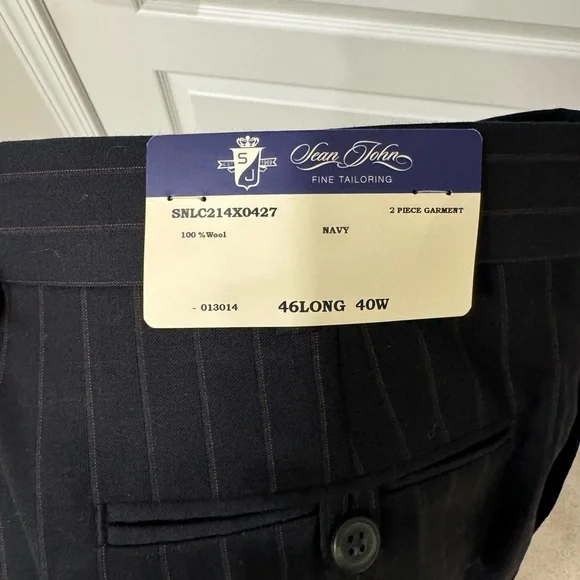 S J
Sean John
FINE TAILORING
SNLC214X0427
2 PIECE GARMENT
100 %Wool
NAVY
- 013014
46LONG 40W